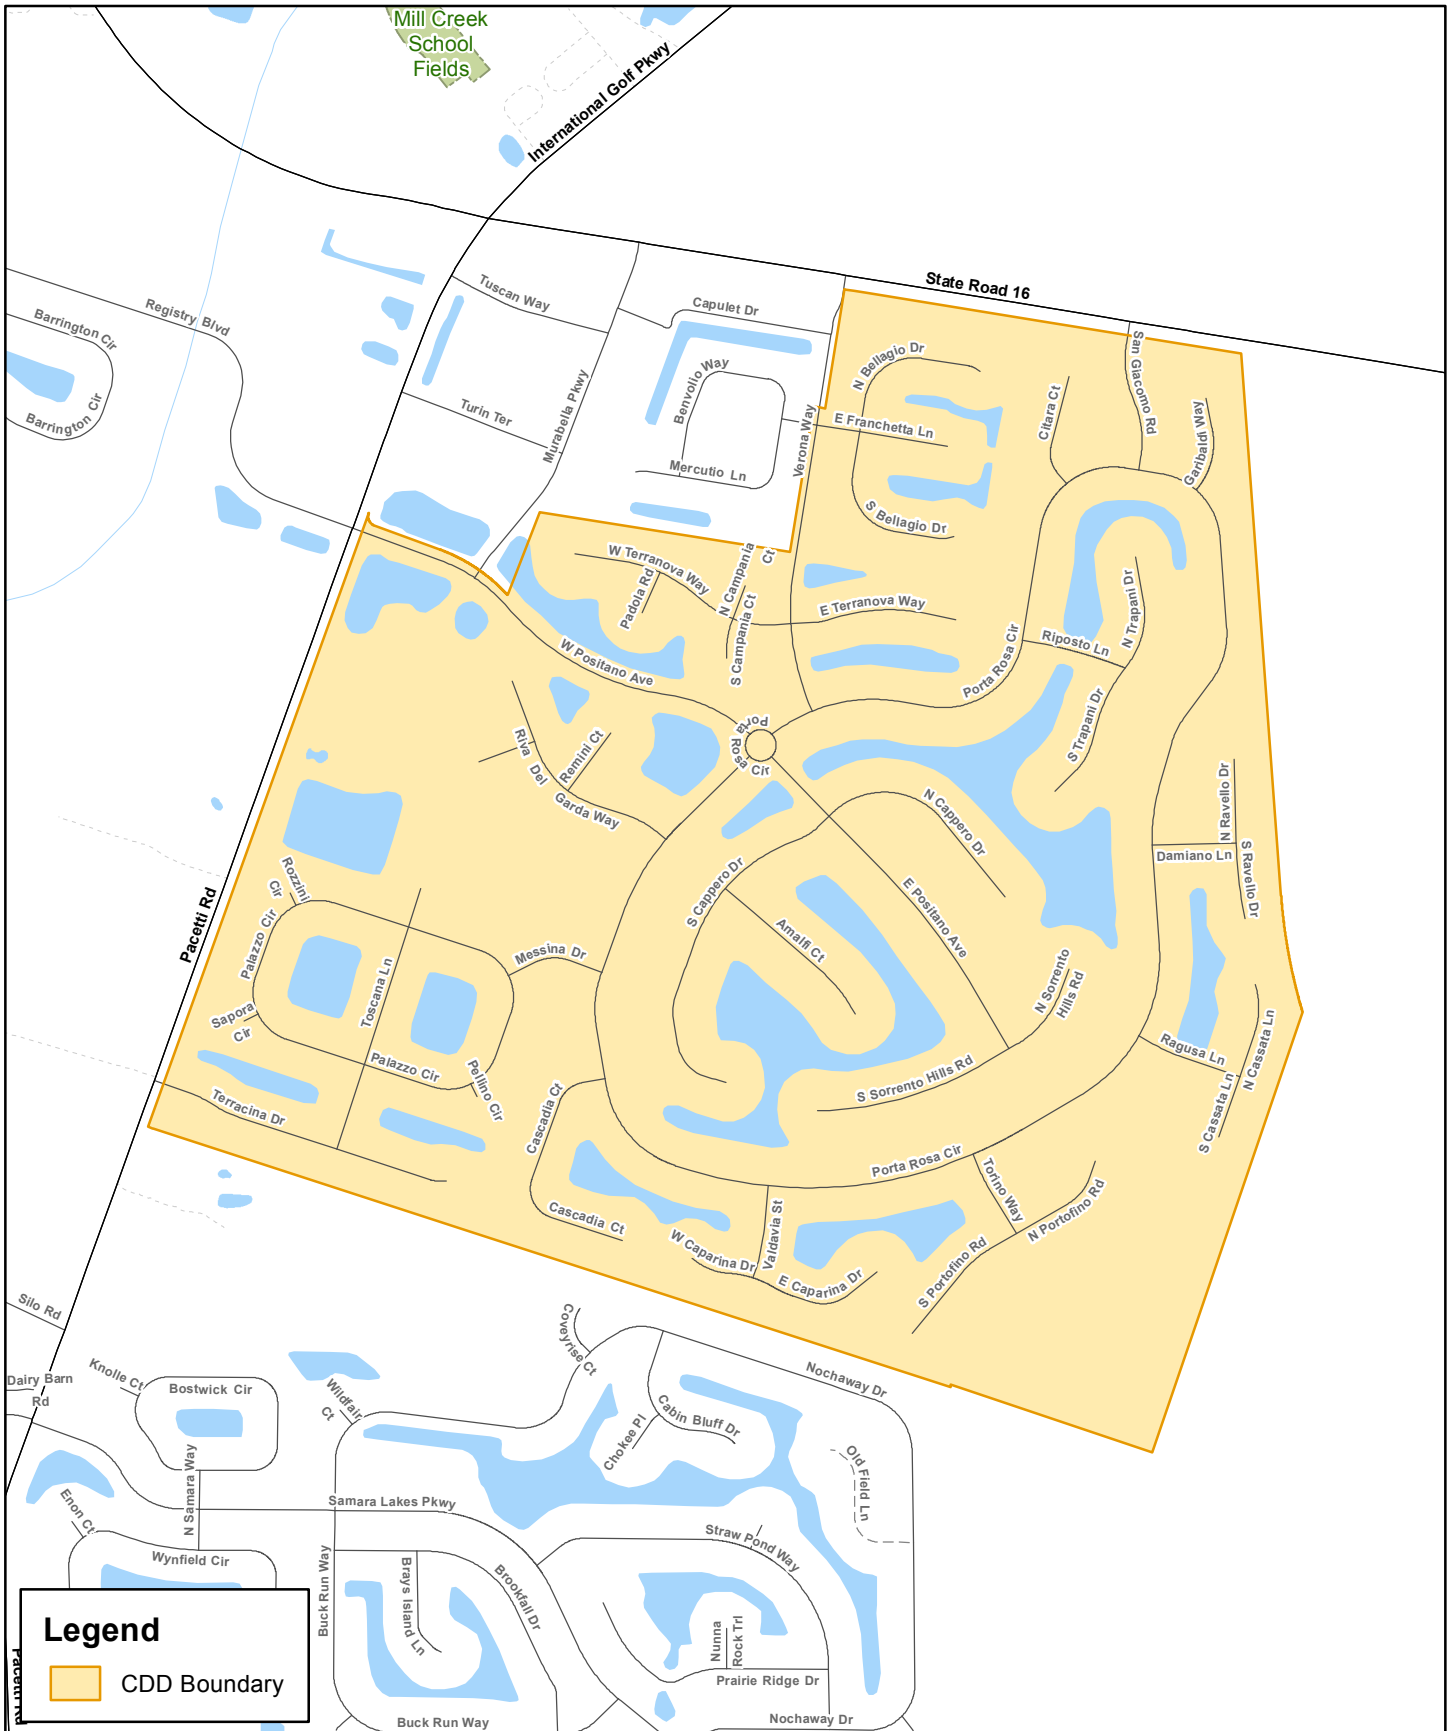 Mill Creek
School
Fields
International Golf Pkwy
State Road 16
Tuscan Way
Capulet Dr
Registry Blvd
Barrington Cir
Barrington Cir
Benvolio Way
Murabella Pkwy
Turin Ter
Mercutio Ln
Verona Way
N Bellagio Dr
E Franchetta Ln
S Bellagio Dr
Citara Ct
San Giacomo Rd
Garibaldi Way
W Terranova Way
Padola Rd
N Campania
Ct
S Campania Ct
E Terranova Way
W Positano Ave
Porta Rosa Cir
Riposto Ln
N Trapani Dr
S Trapani Dr
Porta
Rosa Cir
Riva Del
Garda Way
Remini Ct
N Cappero Dr
S Cappero Dr
E Positano Ave
Amalfi Ct
N Ravello Dr
Damiano Ln
S Ravello Dr
Pacetti Rd
Rozzini
Cir
Palazzo Cir
Toscana Ln
Messina Dr
Sapora
Cir
Palazzo Cir
Pellino Cir
Terracina Dr
N Sorrento
Hills Rd
S Sorrento Hills Rd
Ragusa Ln
N Cassata Ln
S Cassata Ln
Cascadia Ct
Cascadia Ct
Porta Rosa Cir
Torino Way
N Portofino Rd
S Portofino Rd
Valdavia St
W Caparina Dr
E Caparina Dr
Silo Rd
Dairy Barn
Rd
Knolle Ct
Bostwick Cir
Wildfair
Ct
Coveyrise Ct
Nochaway Dr
Cabin Bluff Dr
Chokee Pl
Old Field Ln
N Samara Way
Enon Ct
Samara Lakes Pkwy
Straw Pond Way
Wynfield Cir
Buck Run Way
Brays Island Ln
Brookfall Dr
Nunna
Rock Trl
Prairie Ridge Dr
Nochaway Dr
Buck Run Way
Pacetti Rd
Legend
CDD Boundary